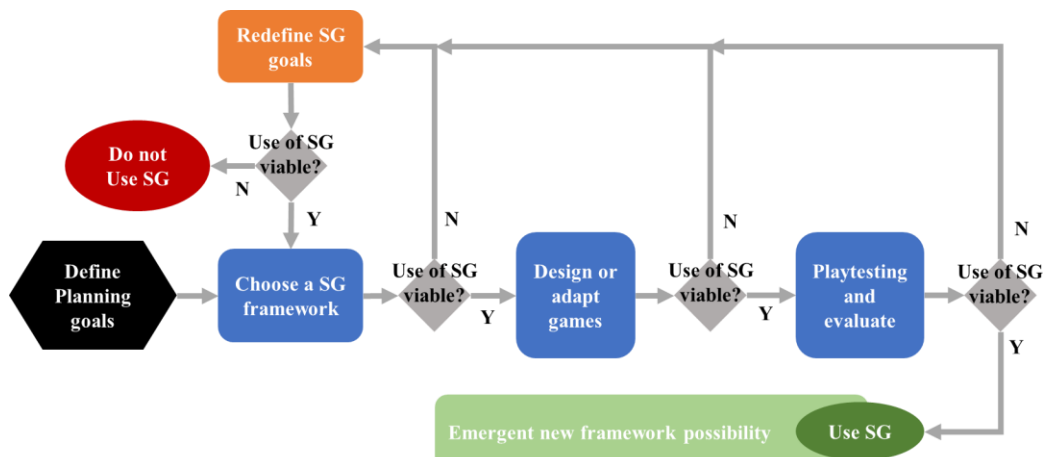 Redefine SG
goals
Use of SG
viable?
Do not
Use SG
N
Y
Define
Planning
goals
Choose a SG
framework
Use of SG
viable?
N
Y
Design or
adapt
games
Use of SG
viable?
N
Y
Playtesting
and
evaluate
Use of SG
viable?
N
Y
Emergent new framework possibility
Use SG